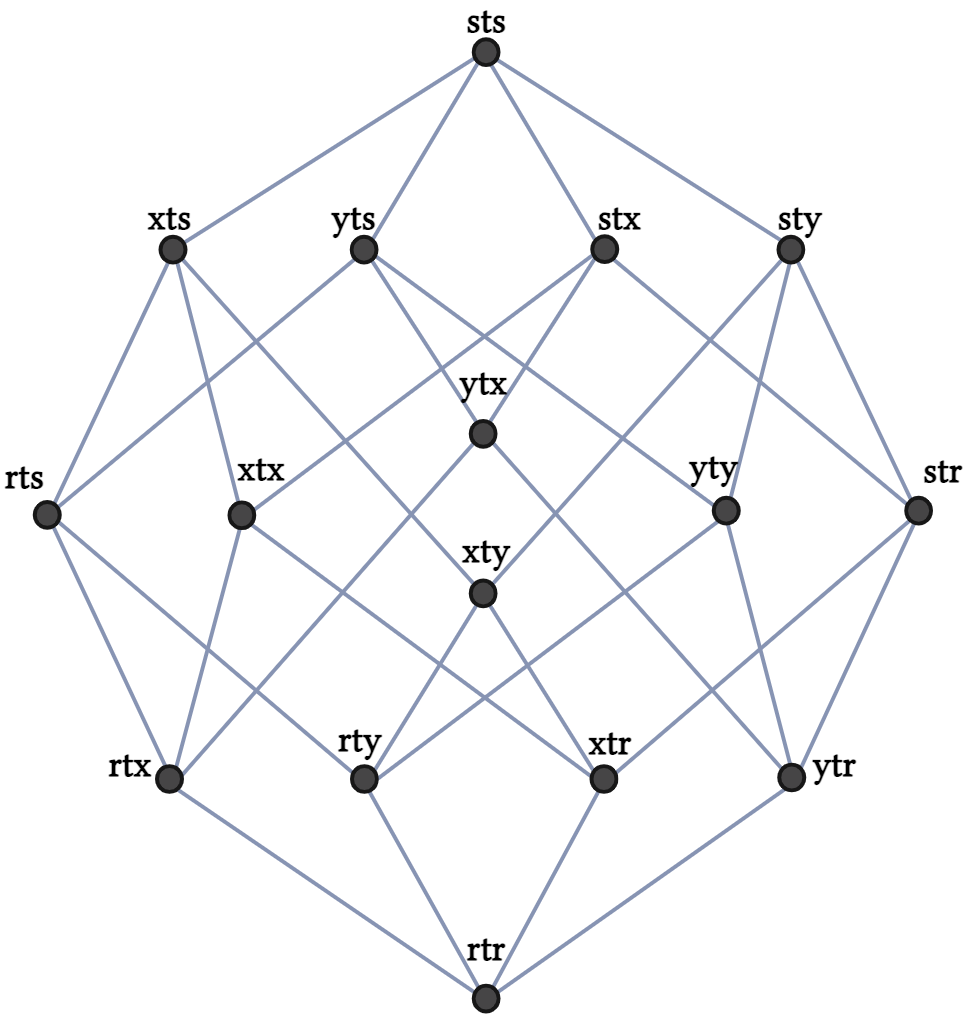 sts
xts yts stx sty
ytx
rts xtx yty str
xty
rtx rty xtr ytr
rtr